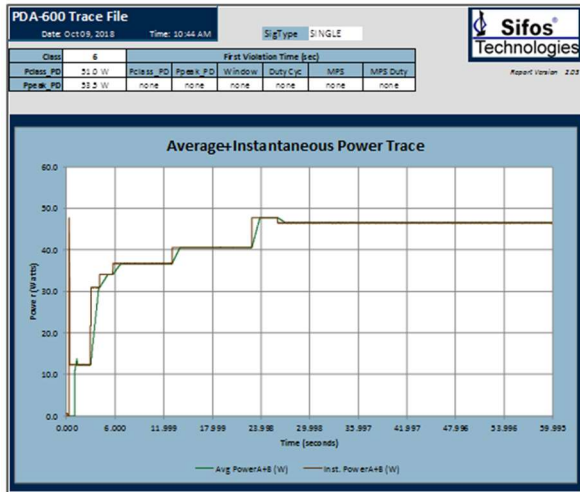 PDA-600 Trace File
Date: Oct 09, 2018 Time: 10:44 AM
SigType SINGLE
Sifos®
Technologies
Class 6 First Violation Time (sec)
Pclass_PD 51.0 W Pclass_PD Ppeak_PD Window Duty Cyc MPS MPS Duty
Ppeak_PD 53.5 W none none none none none none
Report Version
Average+Instantaneous Power Trace
Power (Watts)
60.0
50.0
40.0
30.0
20.0
10.0
0.0
0.000 6.000 11.999 17.999 23.998 29.998 35.997 41.997 47.996 53.996 59.995
Time (seconds)
Avg PowerA+B (W) Inst. PowerA+B (W)